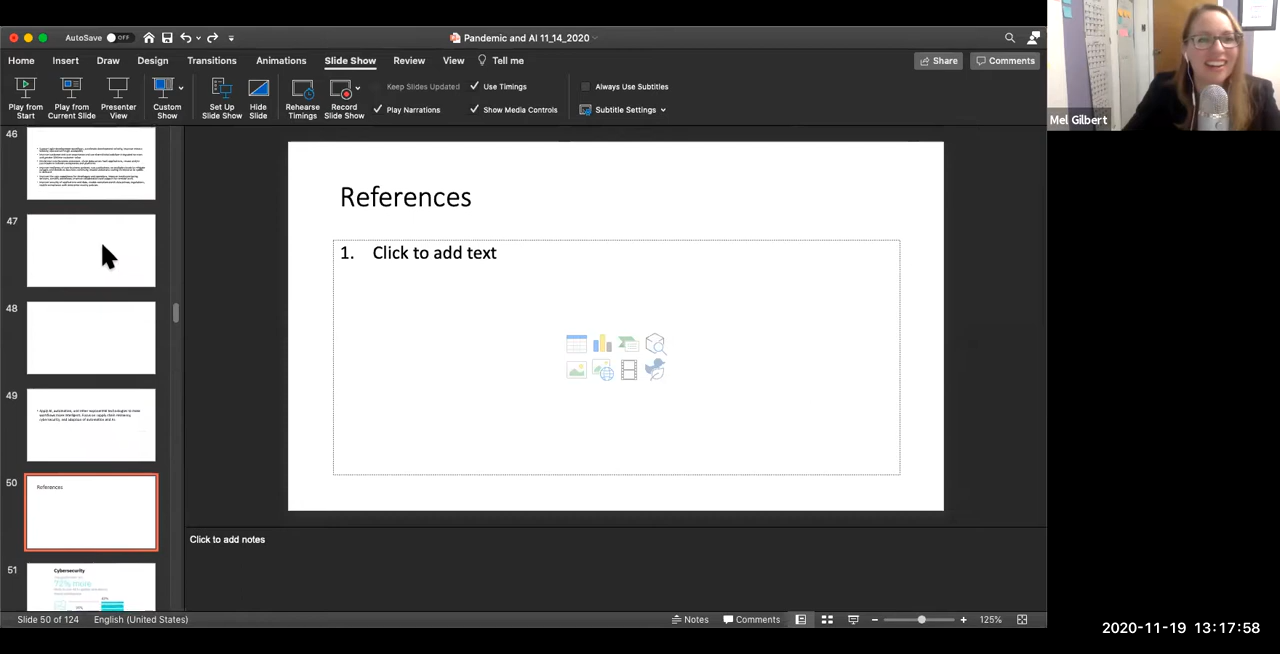 AutoSave OFF
Pandemic and AI 11_14_2020
Home Insert Draw Design Transitions Animations Slide Show Review View Tell me
Share Comments
Play from Start
Play from Current Slide
Presenter View
Custom Show
Set Up Slide Show
Hide Slide
Rehearse Timings
Record Slide Show
Keep Slides Updated
Use Timings
Play Narrations
Show Media Controls
Always Use Subtitles
Subtitle Settings
Mel Gilbert
46
47
48
49
50
References
51
Cybersecurity
72% more
References
1. Click to add text
Click to add notes
Slide 50 of 124 English (United States)
Notes Comments 125%
2020-11-19 13:17:58